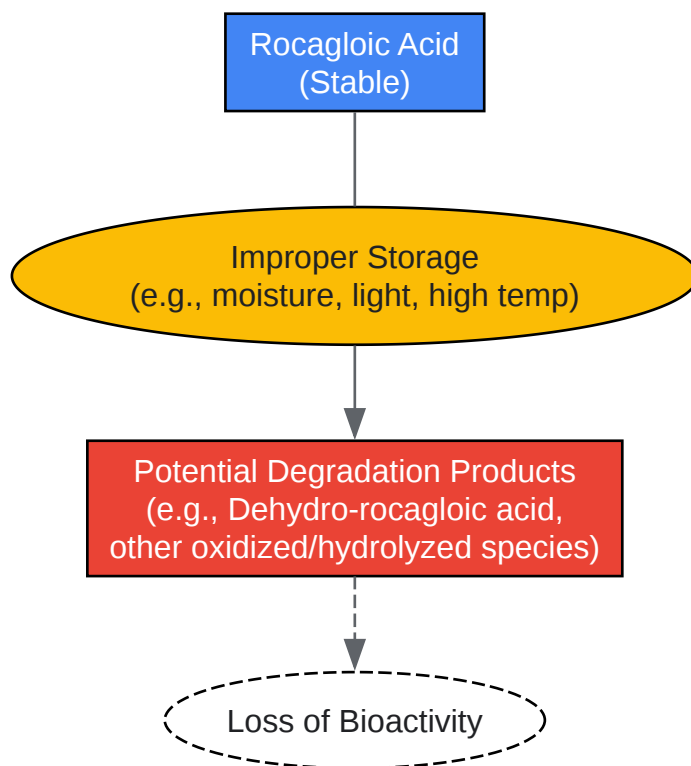 Rocagloic Acid
(Stable)
Improper Storage
(e.g., moisture, light, high temp)
Potential Degradation Products
(e.g., Dehydro-rocagloic acid,
other oxidized/hydrolyzed species)
Loss of Bioactivity